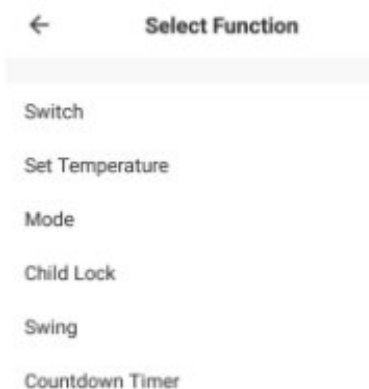 Select Function
Switch
Set Temperature
Mode
Child Lock
Swing
Countdown Timer